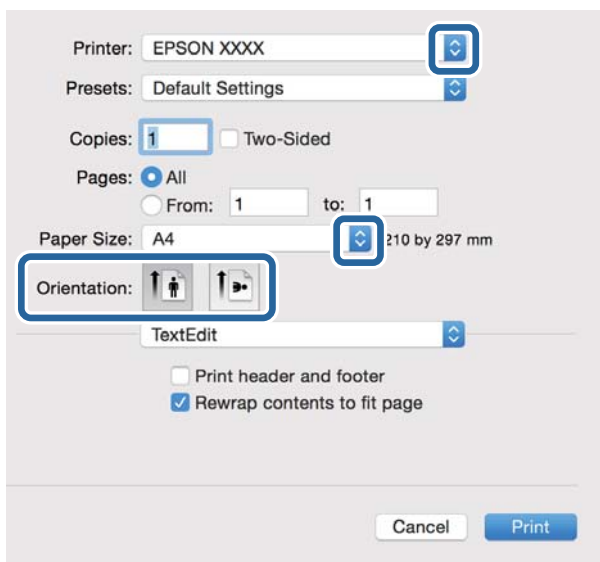 Printer: EPSON XXXX
Presets: Default Settings
Copies: 1 Two-Sided
Pages: All
From: 1 to: 1
Paper Size: A4 210 by 297 mm
Orientation:
TextEdit
Print header and footer
Rewrap contents to fit page
Cancel Print